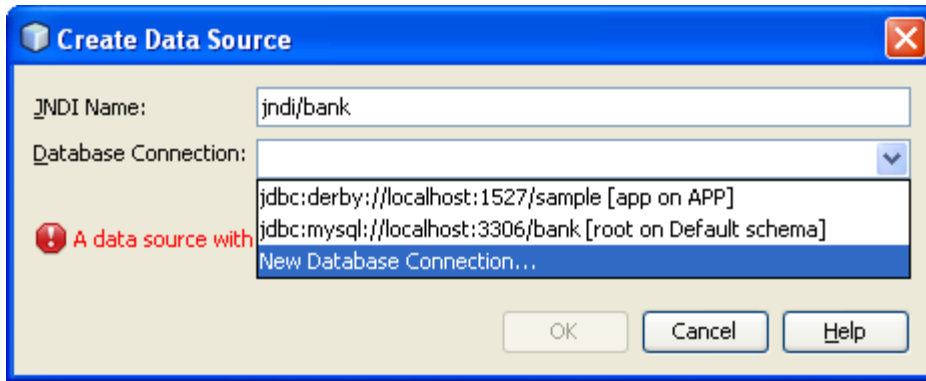 Create Data Source
JNDI Name: jndi/bank
Database Connection:
jdbc:derby://localhost:1527/sample [app on APP]
jdbc:mysql://localhost:3306/bank [root on Default schema]
New Database Connection...
A data source with
OK Cancel Help